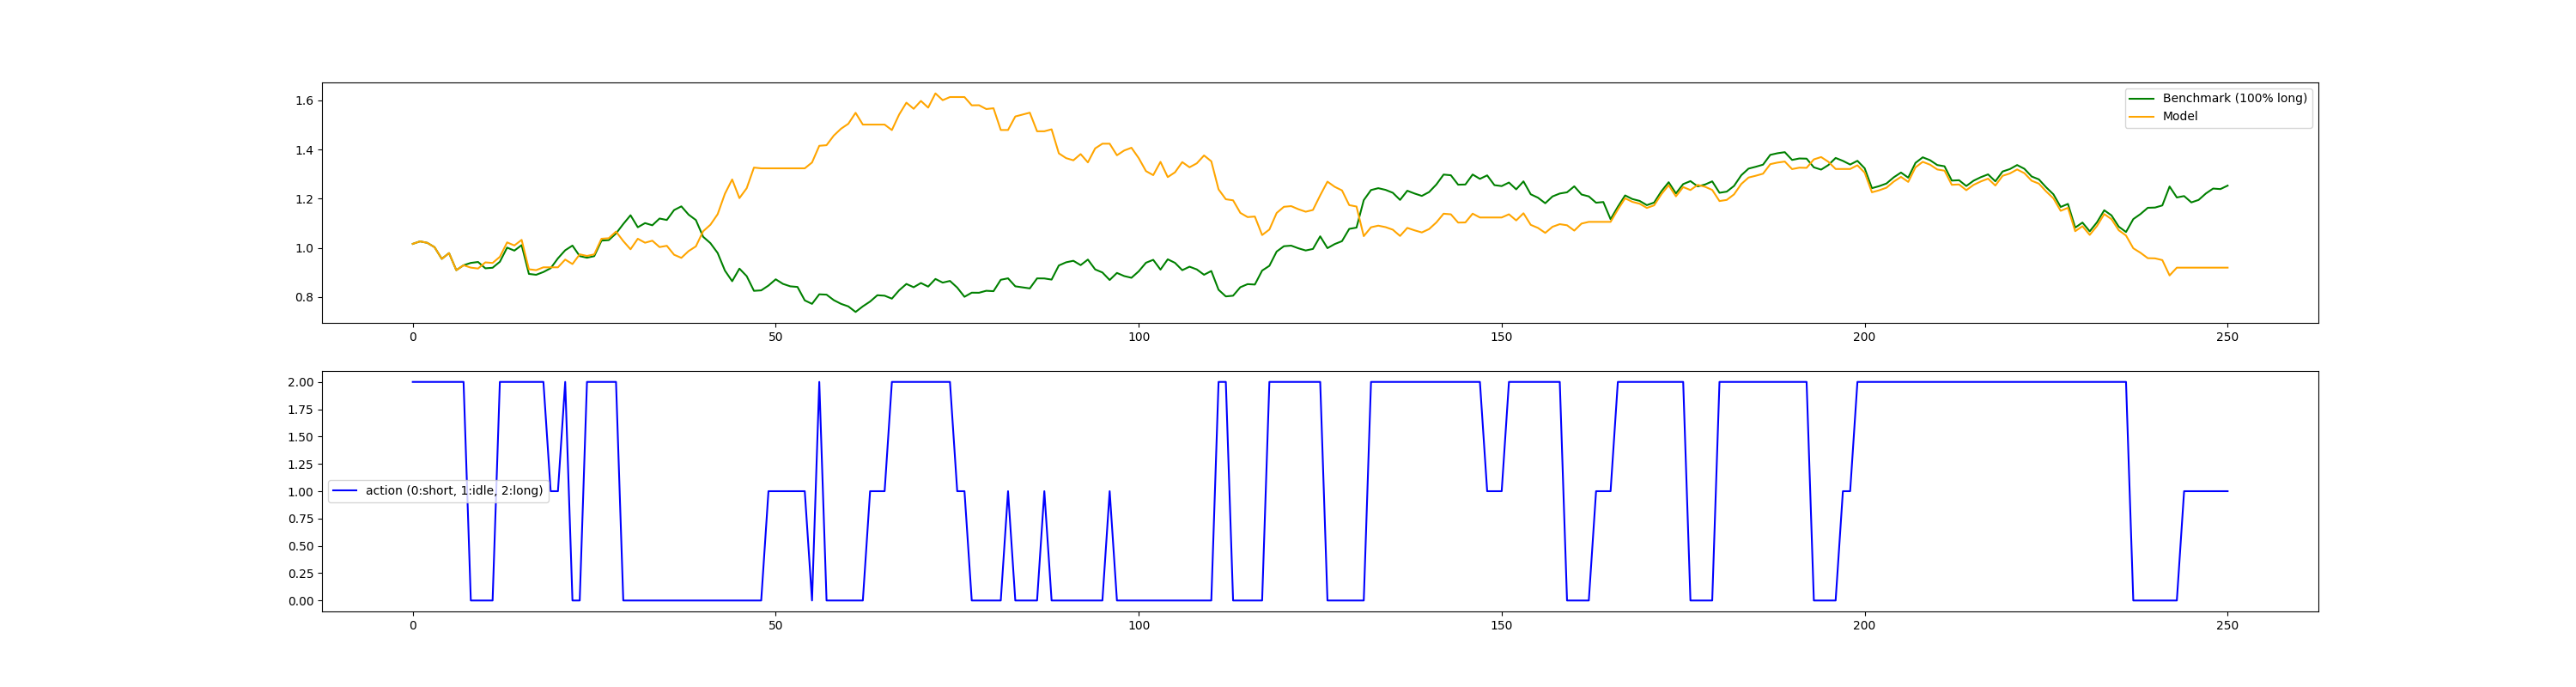 1.6
1.4
1.2
1.0
0.8
Benchmark (100% long)
Model
0 50 100 150 200 250
2.00
1.75
1.50
1.25
1.00
0.75
0.50
0.25
0.00
action (0:short, 1:idle, 2:long)
0 50 100 150 200 250